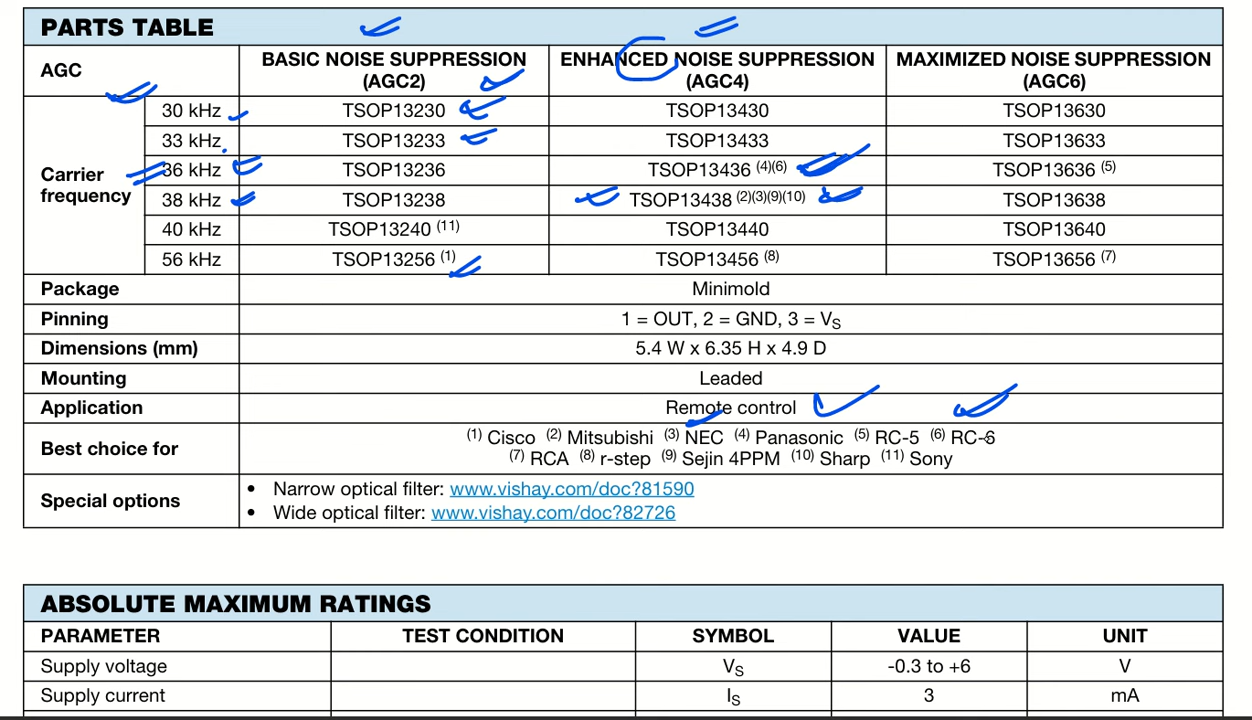 PARTS TABLE
AGC
BASIC NOISE SUPPRESSION (AGC2)
ENHANCED NOISE SUPPRESSION (AGC4)
MAXIMIZED NOISE SUPPRESSION (AGC6)
Carrier frequency
30 kHz TSOP13230 TSOP13430 TSOP13630
33 kHz TSOP13233 TSOP13433 TSOP13633
36 kHz TSOP13236 TSOP13436 (4)(6) TSOP13636 (5)
38 kHz TSOP13238 TSOP13438 (2)(3)(9)(10) TSOP13638
40 kHz TSOP13240 (11) TSOP13440 TSOP13640
56 kHz TSOP13256 (1) TSOP13456 (8) TSOP13656 (7)
Package Minimold
Pinning 1 = OUT, 2 = GND, 3 = VS
Dimensions (mm) 5.4 W x 6.35 H x 4.9 D
Mounting Leaded
Application Remote control
Best choice for
(1) Cisco (2) Mitsubishi (3) NEC (4) Panasonic (5) RC-5 (6) RC-6
(7) RCA (8) r-step (9) Sejin 4PPM (10) Sharp (11) Sony
Special options
• Narrow optical filter: www.vishay.com/doc?81590
• Wide optical filter: www.vishay.com/doc?82726
ABSOLUTE MAXIMUM RATINGS
PARAMETER TEST CONDITION SYMBOL VALUE UNIT
Supply voltage VS -0.3 to +6 V
Supply current IS 3 mA